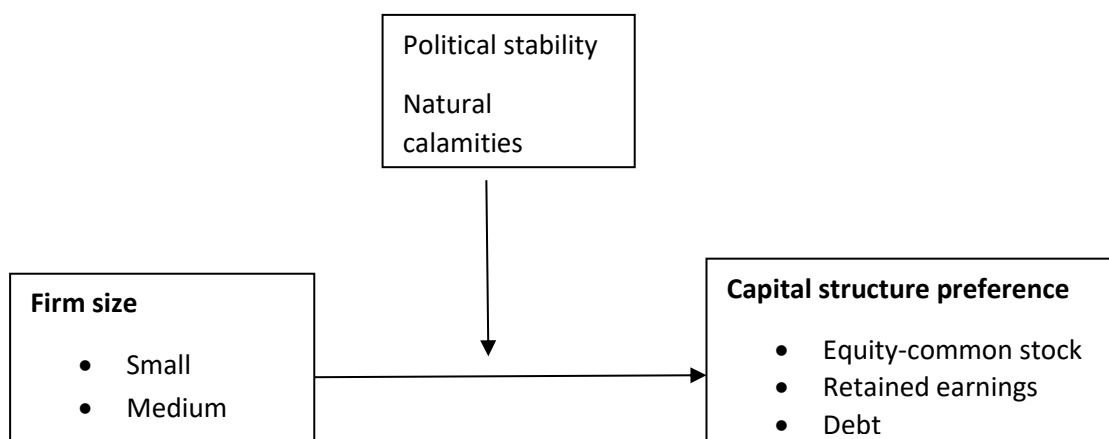 Political stability
Natural
calamities
Firm size
• Small
• Medium
Capital structure preference
• Equity-common stock
• Retained earnings
• Debt